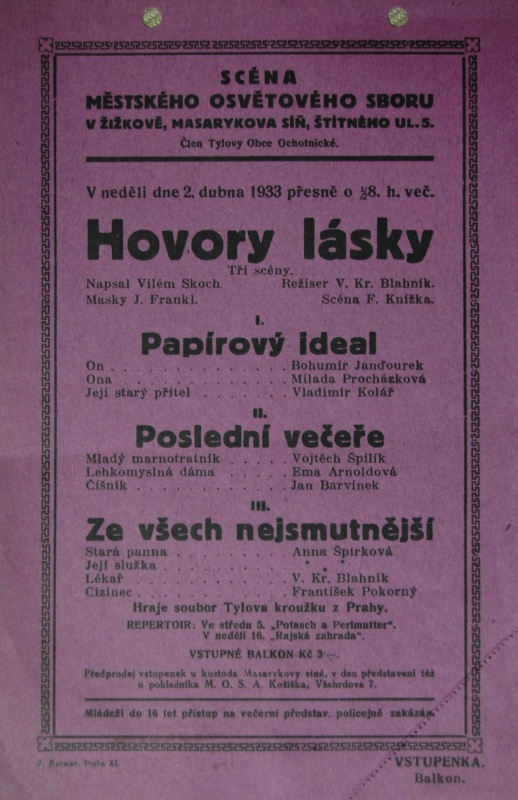 SCÉNA
MĚSTSKÉHO OSVĚTOVÉHO SBORU
V ŽIŽKOVĚ, MASARYKOVA SÍŇ, ŠTÍTNÉHO UL. 5.
Člen Tylovy Obce Ochotnické.
V neděli dne 2. dubna 1933 přesně o ½8. h. več.
Hovory lásky
Tři scény.
Napsal Vilém Skoch. Režiser V. Kr. Blahník.
Masky J. Frankl. Scéna F. Knížka.
I.
Papírový ideal
On . . . . . . . . . . . . Bohumír Janďourek
Ona . . . . . . . . . . . . Milada Procházková
Její starý přítel . . . . . . . Vladimír Kolář
II.
Poslední večeře
Mladý marnotratník . . . . . Vojtěch Špilík
Lehkomyslná dáma . . . . . . Ema Arnoldová
Číšník . . . . . . . . . . . Jan Barvínek
III.
Ze všech nejsmutnější
Stará panna . . . . . . . . . Anna Špírková
Její služka . . . . . . . . . * * *
Lékař . . . . . . . . . . . V. Kr. Blahník
Cizinec . . . . . . . . . . . František Pokorný
Hraje soubor Tylova kroužku z Prahy.
REPERTOIR: Ve středu 5. „Potasch a Perlmutter".
V neděli 16. „Rajská zahrada".
VSTUPNÉ BALKON Kč 3—.
Předprodej vstupenek u kustoda Masarykovy síně, v den představení též
u pokladníka M. O. S. A. Košiška, Všehrdova 7.
Mládeži do 16 let přístup na večerní představ. policejně zakázán.
Praha XI.
VSTUPENKA.
Balkon.